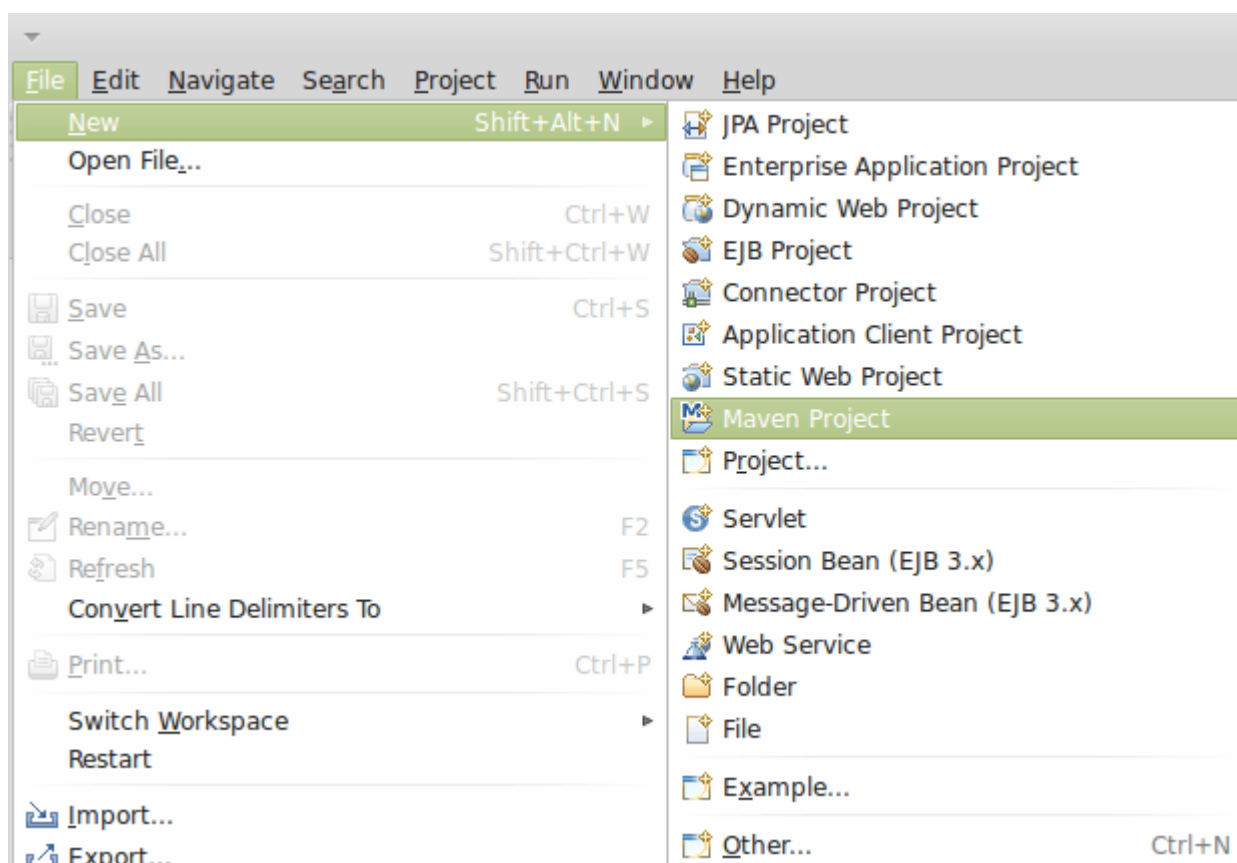 File Edit Navigate Search Project Run Window Help
New Shift+Alt+N
Open File...
Close Ctrl+W
Close All Shift+Ctrl+W
Save Ctrl+S
Save As...
Save All Shift+Ctrl+S
Revert
Move...
Rename... F2
Refresh F5
Convert Line Delimiters To
Print... Ctrl+P
Switch Workspace
Restart
Import...
Export...
JPA Project
Enterprise Application Project
Dynamic Web Project
EJB Project
Connector Project
Application Client Project
Static Web Project
Maven Project
Project...
Servlet
Session Bean (EJB 3.x)
Message-Driven Bean (EJB 3.x)
Web Service
Folder
File
Example...
Other... Ctrl+N